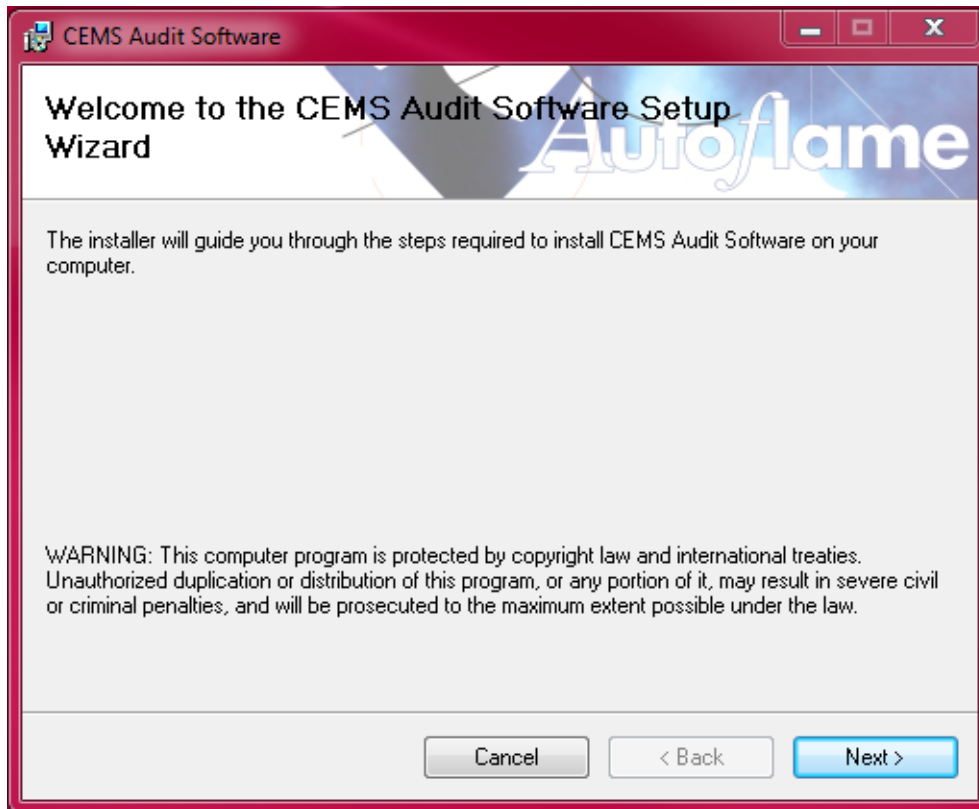 CEMS Audit Software
Welcome to the CEMS Audit Software Setup
Wizard
Autoflame
The installer will guide you through the steps required to install CEMS Audit Software on your
computer.
WARNING: This computer program is protected by copyright law and international treaties.
Unauthorized duplication or distribution of this program, or any portion of it, may result in severe civil
or criminal penalties, and will be prosecuted to the maximum extent possible under the law.
Cancel
< Back
Next >